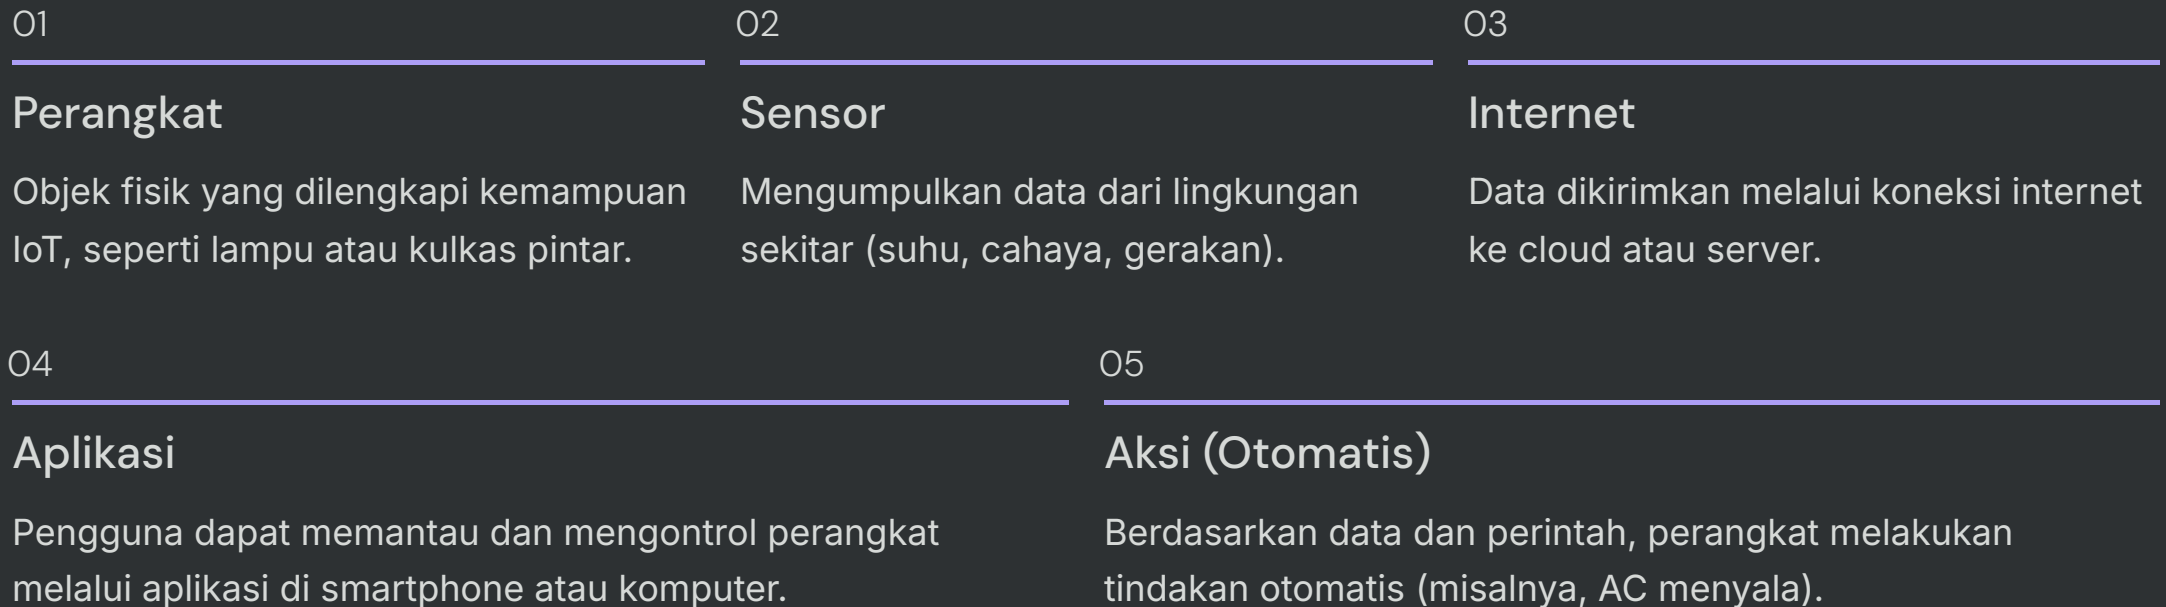 01
Perangkat
Objek fisik yang dilengkapi kemampuan
IoT, seperti lampu atau kulkas pintar.
02
Sensor
Mengumpulkan data dari lingkungan
sekitar (suhu, cahaya, gerakan).
03
Internet
Data dikirimkan melalui koneksi internet
ke cloud atau server.
04
Aplikasi
Pengguna dapat memantau dan mengontrol perangkat
melalui aplikasi di smartphone atau komputer.
05
Aksi (Otomatis)
Berdasarkan data dan perintah, perangkat melakukan
tindakan otomatis (misalnya, AC menyala).